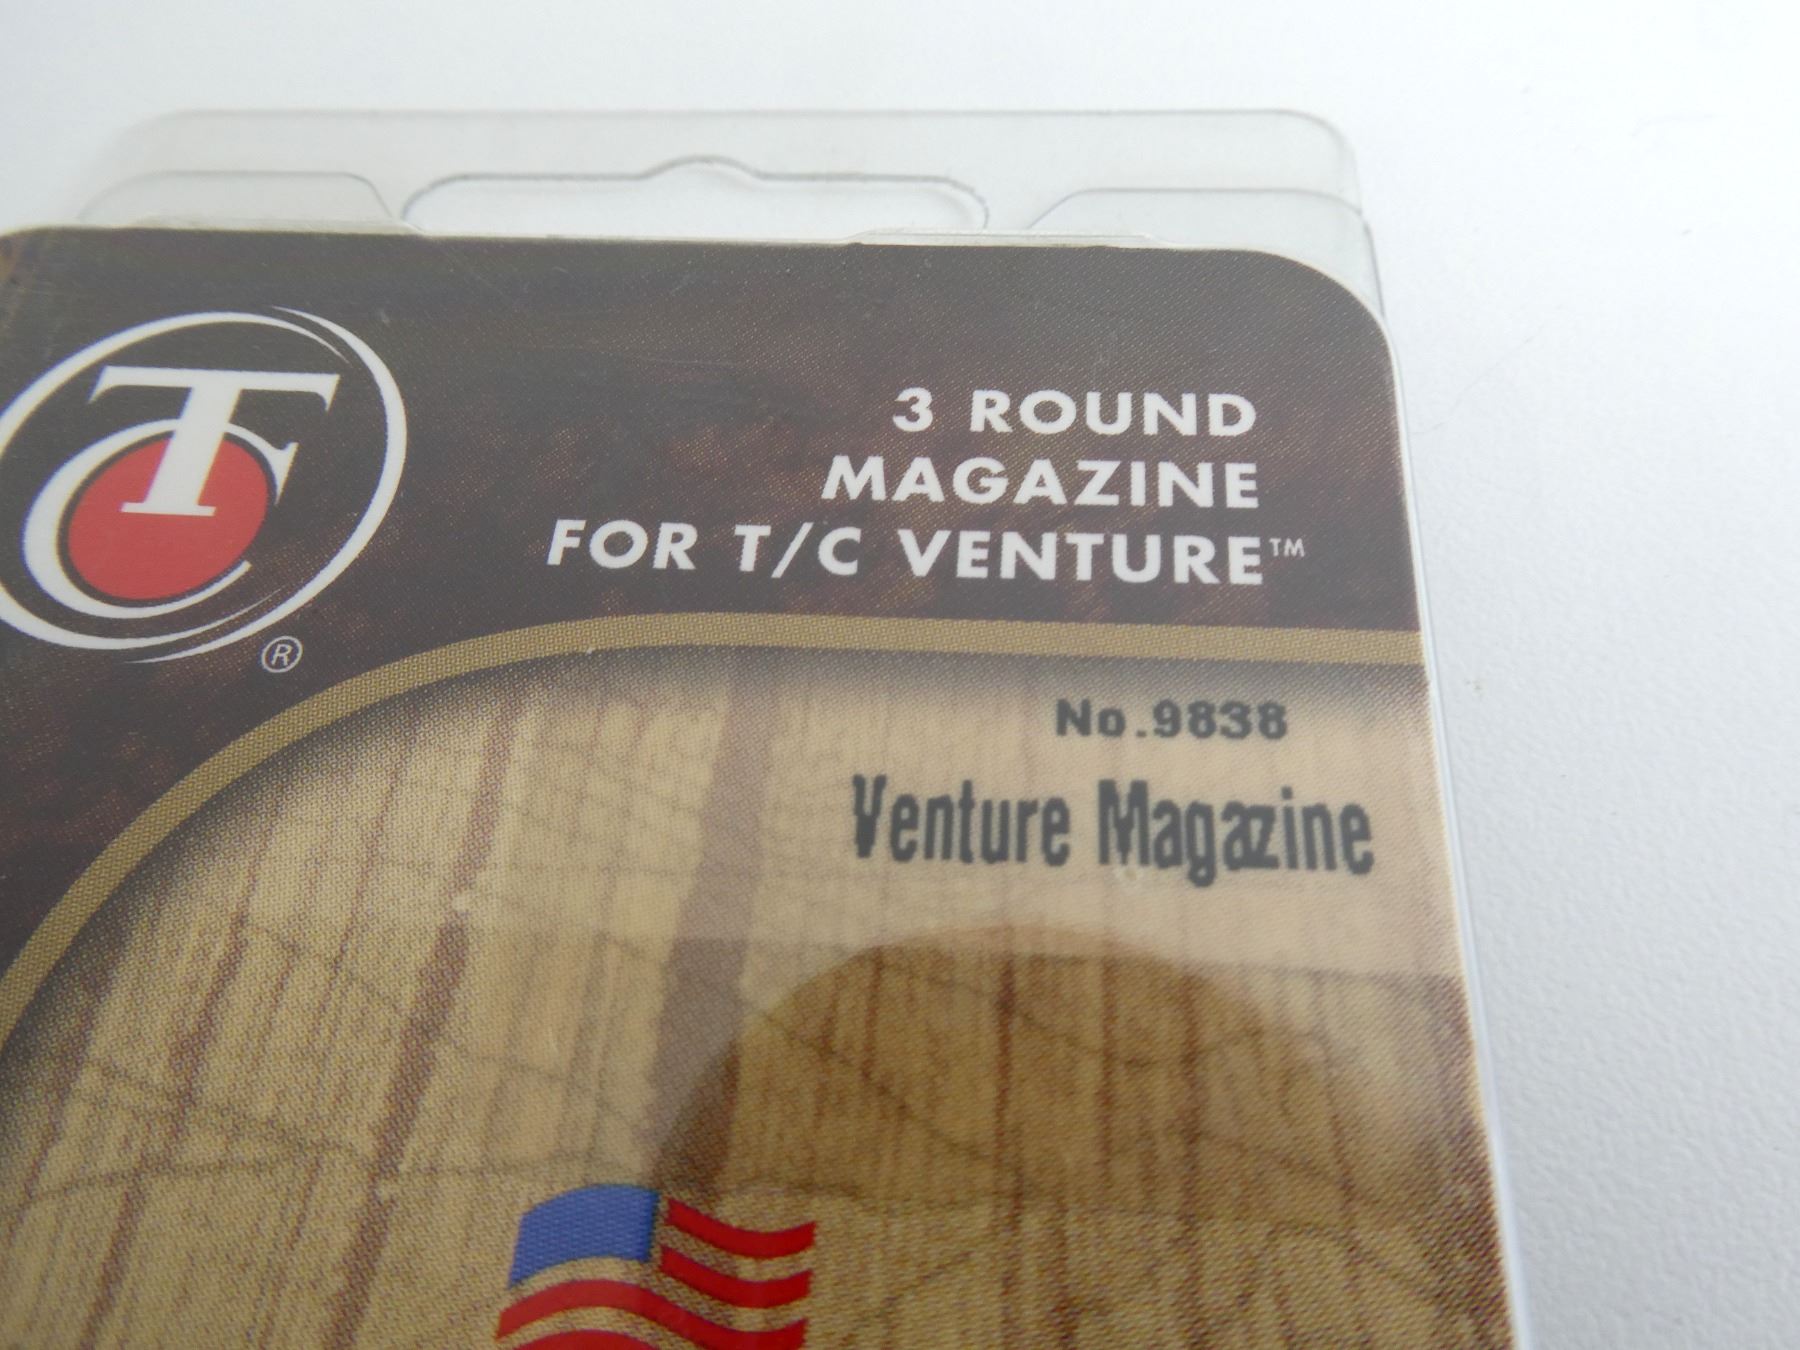 TC
®
3 ROUND
MAGAZINE
FOR T/C VENTURE™
No.9838
Venture Magazine